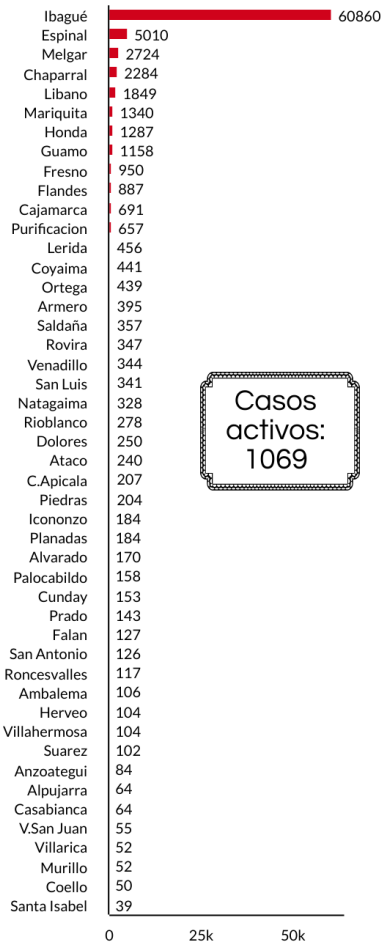 Ibagué 60860
Espinal 5010
Melgar 2724
Chaparral 2284
Libano 1849
Mariquita 1340
Honda 1287
Guamo 1158
Fresno 950
Flandes 887
Cajamarca 691
Purificacion 657
Lerida 456
Coyaima 441
Ortega 439
Armero 395
Saldaña 357
Rovira 347
Venadillo 344
San Luis 341
Natagaima 328
Rioblanco 278
Dolores 250
Ataco 240
C.Apicala 207
Piedras 204
Icononzo 184
Planadas 184
Alvarado 170
Palocabildo 158
Cunday 153
Prado 143
Falan 127
San Antonio 126
Roncesvalles 117
Ambalema 106
Herveo 104
Villahermosa 104
Suarez 102
Anzoategui 84
Alpujarra 64
Casabianca 64
V.San Juan 55
Villarica 52
Murillo 52
Coello 50
Santa Isabel 39
0 25k 50k
Casos
activos:
1069